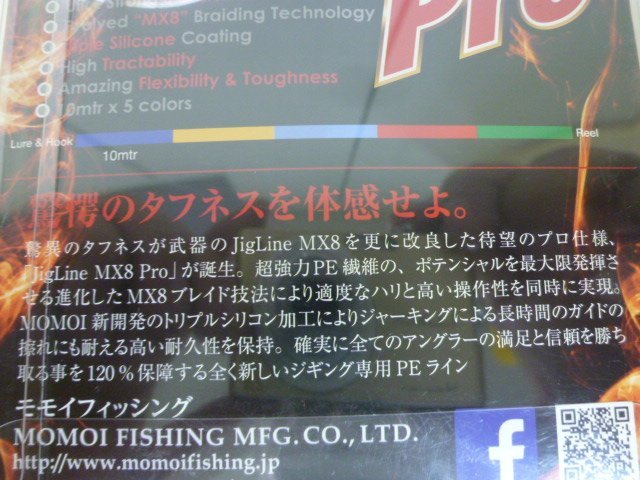 Pro
Evolved "MX8" Braiding Technology
Triple Silicone Coating
High Tractability
Amazing Flexibility & Toughness
10mtr x 5 colors
Lure & Hook
Reel
10mtr
驚愕のタフネスを体感せよ。
驚異のタフネスが武器のJigLine MX8を更に改良した待望のプロ仕様、
「JigLine MX8 Pro」が誕生。超強力PE繊維の、ポテンシャルを最大限発揮さ
せる進化したMX8ブレイド技法により適度なハリと高い操作性を同時に実現。
MOMOI新開発のトリプルシリコン加工によりジャーキングによる長時間のガイドの
擦れにも耐える高い耐久性を保持。確実に全てのアングラーの満足と信頼を勝ち
取る事を120%保障する全く新しいジギング専用PEライン
モモイフィッシング
MOMOI FISHING MFG.CO.,LTD.
http://www.momoifishing.jp
f